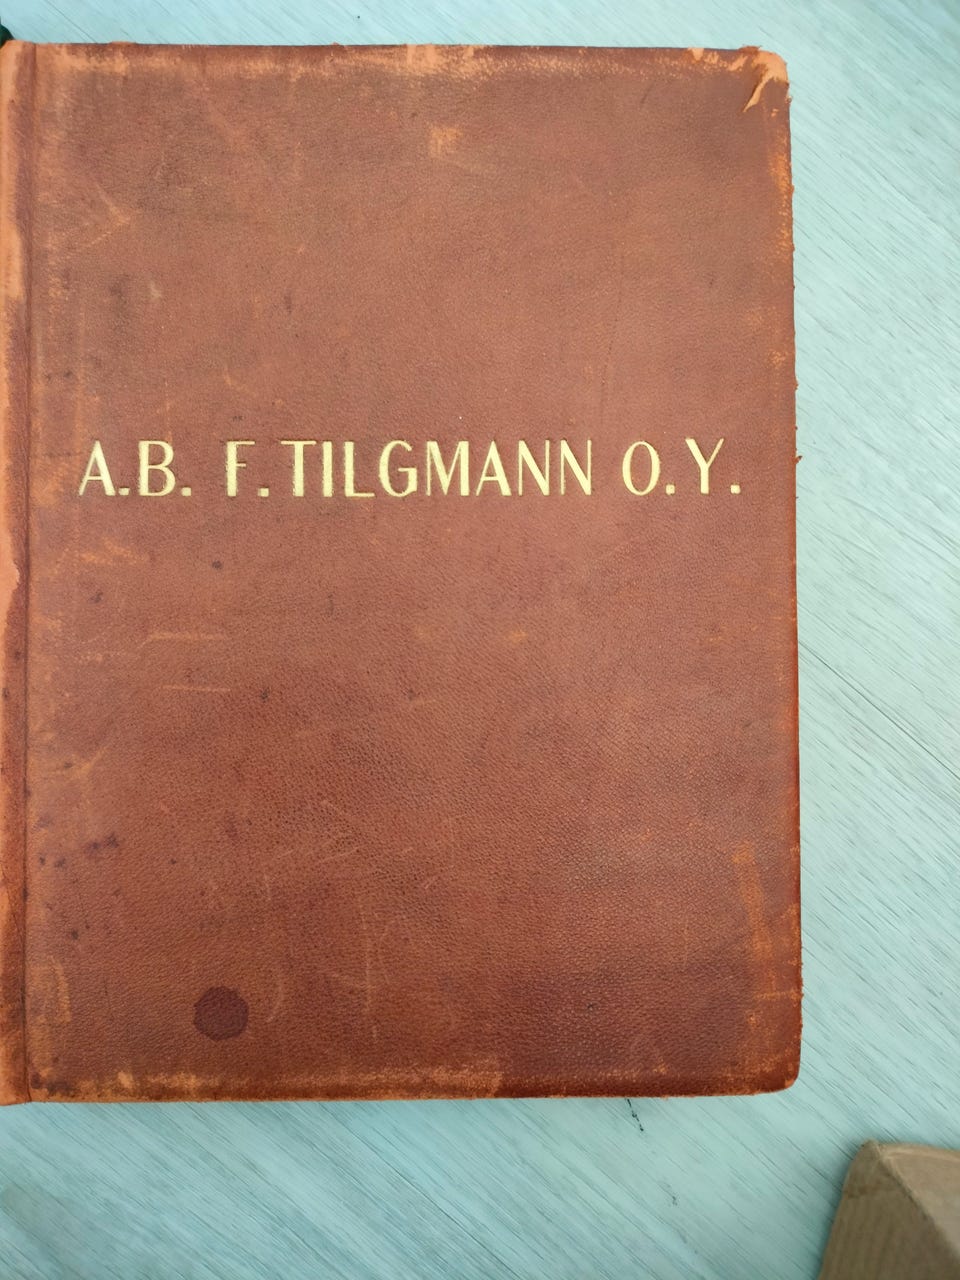 A.B. F. TILGMANN O.Y.